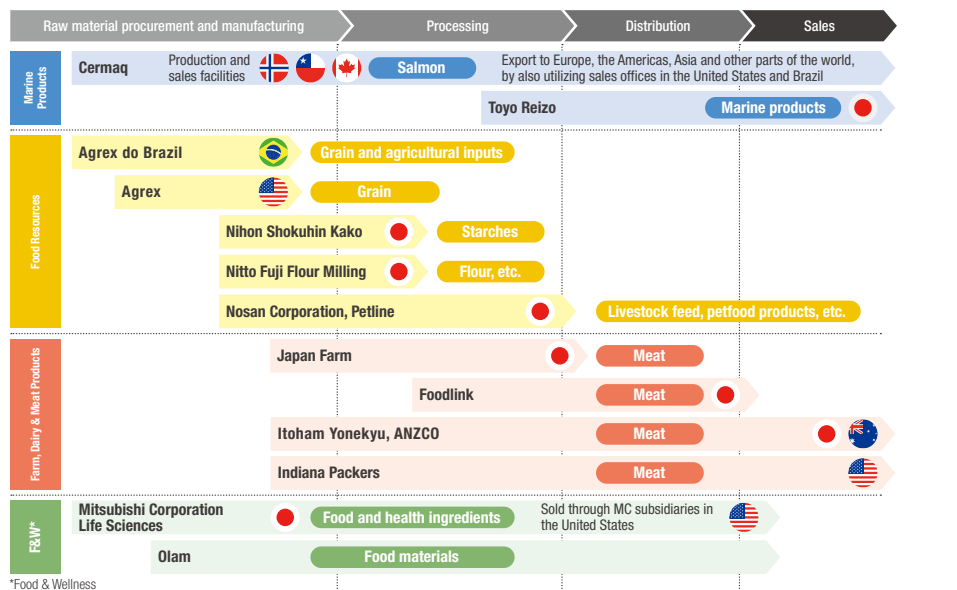 Raw material procurement and manufacturing
Processing
Distribution
Sales
Marine
Products
Cermaq
Production and
sales facilities
Salmon
Export to Europe, the Americas, Asia and other parts of the world,
by also utilizing sales offices in the United States and Brazil
Toyo Reizo
Marine products
Food Resources
Agrex do Brazil
Grain and agricultural inputs
Agrex
Grain
Nihon Shokuhin Kako
Starches
Nitto Fuji Flour Milling
Flour, etc.
Nosan Corporation, Petline
Livestock feed, petfood products, etc.
Farm, Dairy & Meat Products
Japan Farm
Meat
Foodlink
Meat
Itoham Yonekyu, ANZCO
Meat
Indiana Packers
Meat
F&W*
Mitsubishi Corporation
Life Sciences
Food and health ingredients
Sold through MC subsidiaries in
the United States
Olam
Food materials
*Food & Wellness